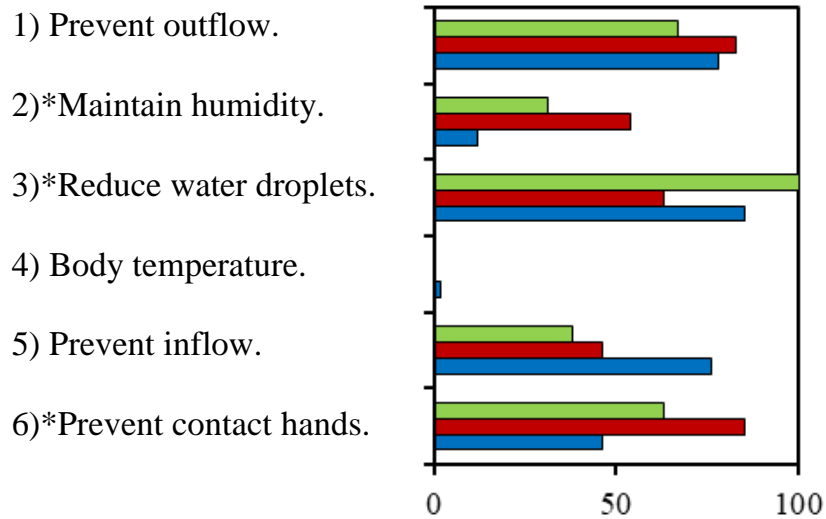 1) Prevent outflow.
2)*Maintain humidity.
3)*Reduce water droplets.
4) Body temperature.
5) Prevent inflow.
6)*Prevent contact hands.
0 50 100